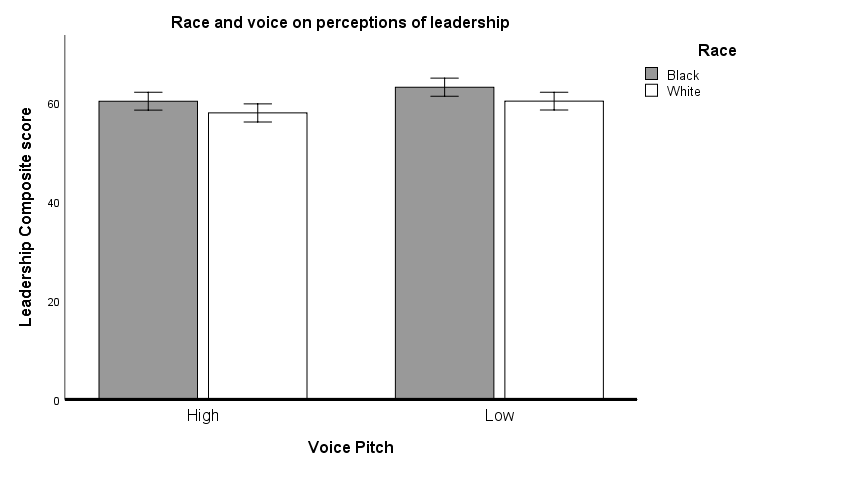 Race and voice on perceptions of leadership
Race
Black
White
Leadership Composite score
60
40
20
0
High
Low
Voice Pitch